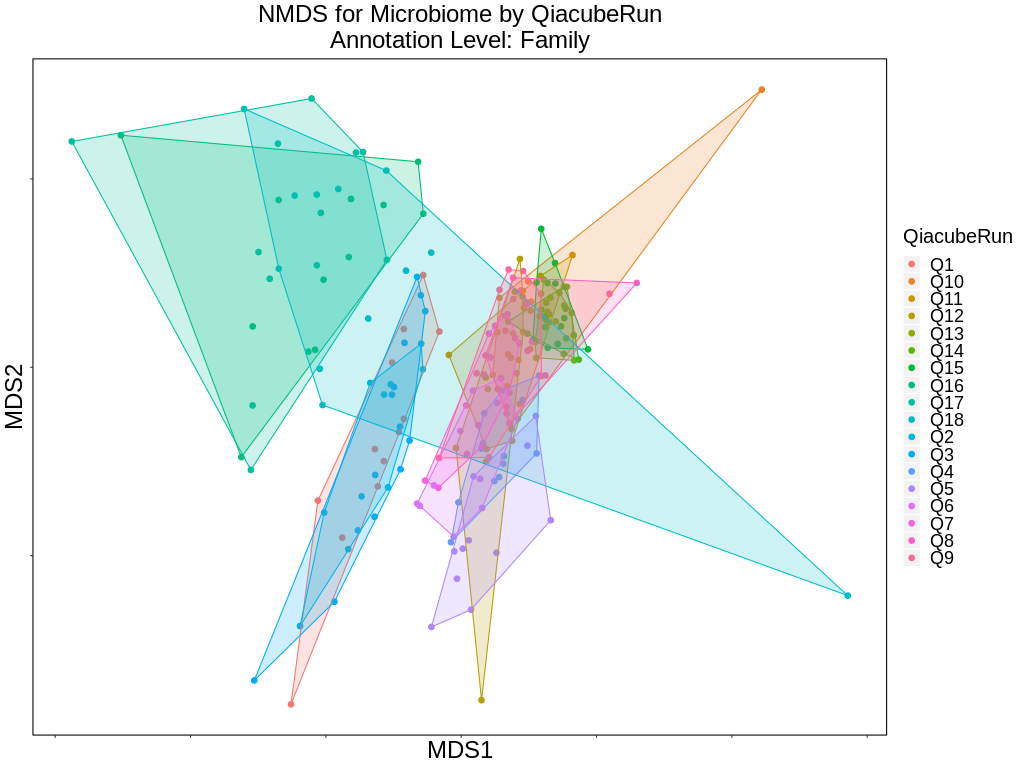 NMDS for Microbiome by QiacubeRun
Annotation Level: Family
MDS2
MDS1
QiacubeRun
Q1
Q10
Q11
Q12
Q13
Q14
Q15
Q16
Q17
Q18
Q2
Q3
Q4
Q5
Q6
Q7
Q8
Q9